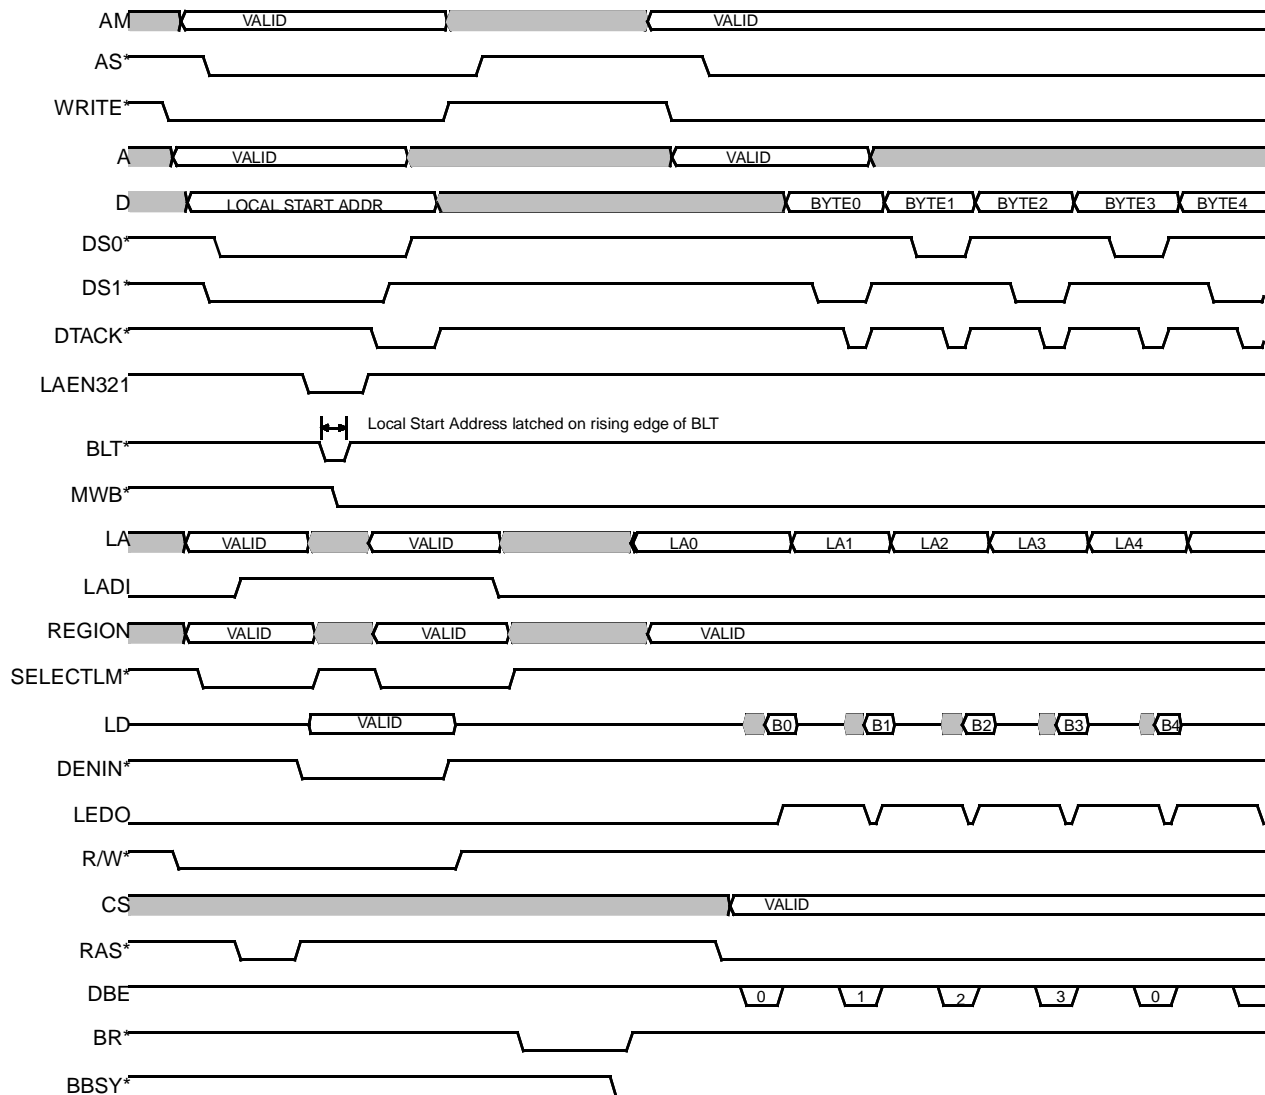 AM VALID VALID
AS*
WRITE*
A VALID VALID
D LOCAL START ADDR BYTE0 BYTE1 BYTE2 BYTE3 BYTE4
DS0*
DS1*
DTACK*
LAEN321
Local Start Address latched on rising edge of BLT
BLT*
MWB*
LA VALID VALID LA0 LA1 LA2 LA3 LA4
LADI
REGION VALID VALID VALID
SELECTLM*
LD VALID B0 B1 B2 B3 B4
DENIN*
LEDO
R/W*
CS VALID
RAS*
DBE 0 1 2 3 0
BR*
BBSY*